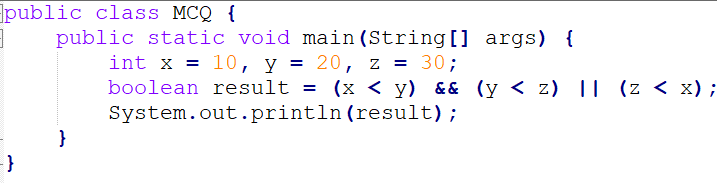 public class MCQ {
public static void main(String[] args) {
int x = 10, y = 20, z = 30;
boolean result = (x < y) && (y < z) || (z < x);
System.out.println(result);
}
}